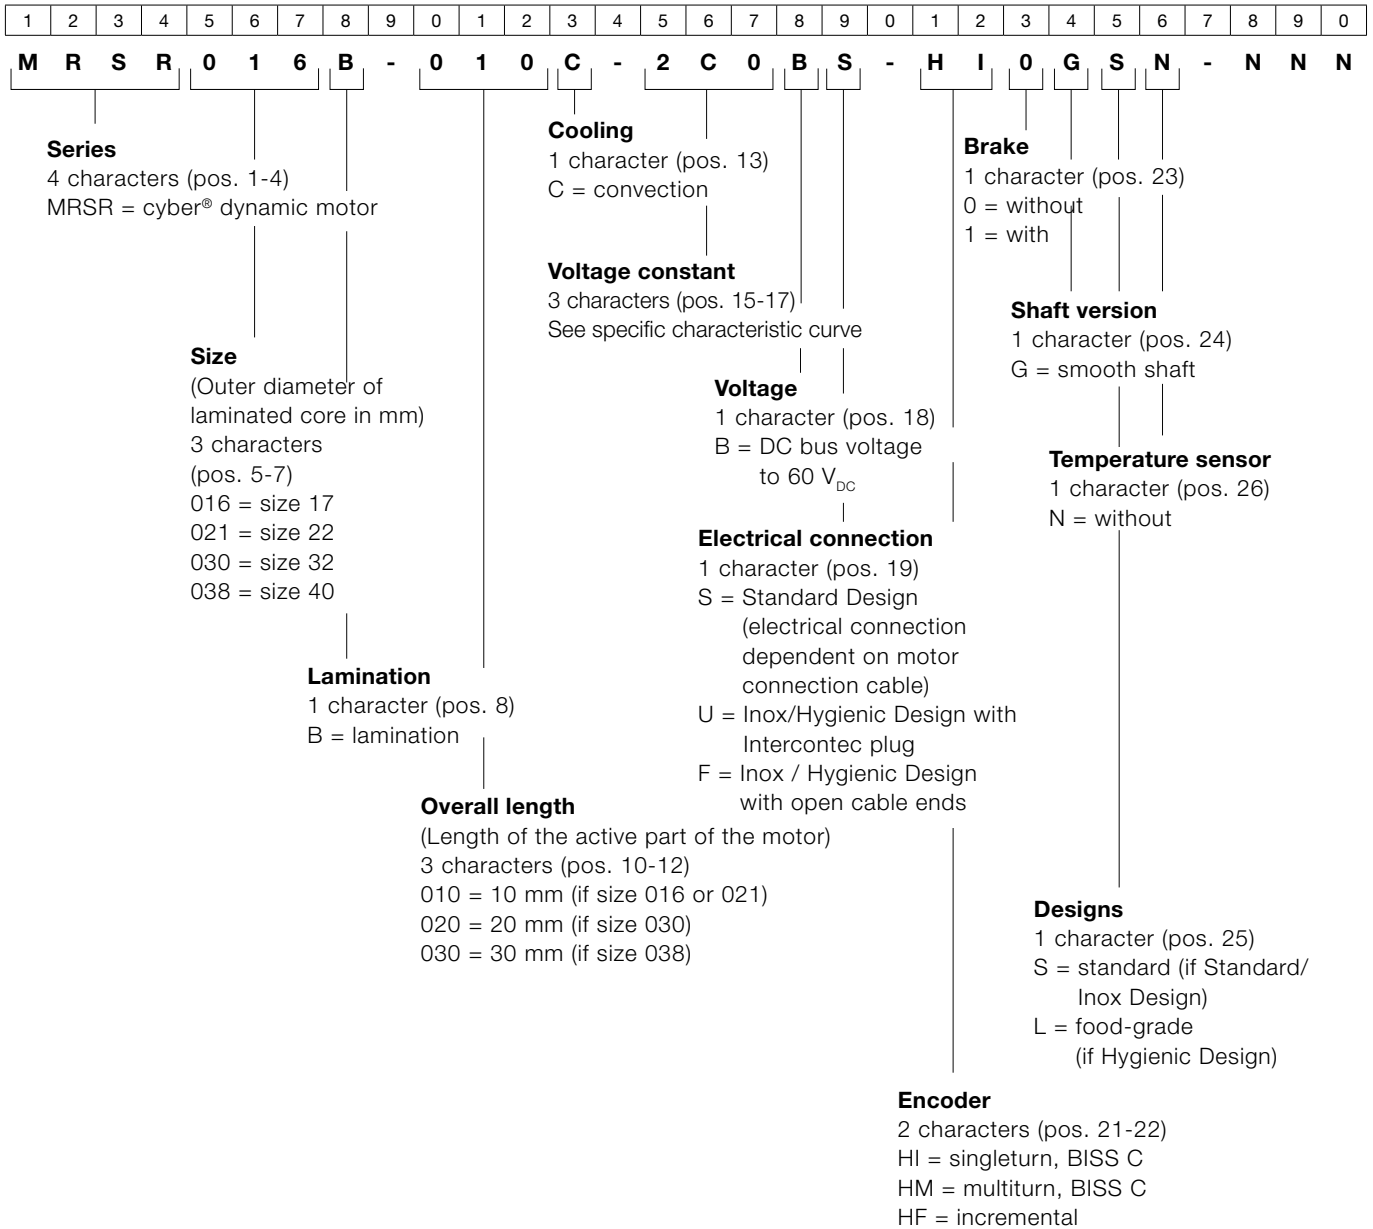 1 2 3 4 5 6 7 8 9 0 1 2 3 4 5 6 7 8 9 0 1 2 3 4 5 6 7 8 9 0
M R S R 0 1 6 B - 0 1 0 C - 2 C 0 B S - H I 0 G S N - N N N
Series
4 characters (pos. 1-4)
MRSR = cyber® dynamic motor
Size
(Outer diameter of
laminated core in mm)
3 characters
(pos. 5-7)
016 = size 17
021 = size 22
030 = size 32
038 = size 40
Lamination
1 character (pos. 8)
B = lamination
Overall length
(Length of the active part of the motor)
3 characters (pos. 10-12)
010 = 10 mm (if size 016 or 021)
020 = 20 mm (if size 030)
030 = 30 mm (if size 038)
Cooling
1 character (pos. 13)
C = convection
Voltage constant
3 characters (pos. 15-17)
See specific characteristic curve
Voltage
1 character (pos. 18)
B = DC bus voltage
to 60 V_DC
Electrical connection
1 character (pos. 19)
S = Standard Design
(electrical connection
dependent on motor
connection cable)
U = Inox/Hygienic Design with
Intercontec plug
F = Inox / Hygienic Design
with open cable ends
Encoder
2 characters (pos. 21-22)
HI = singleturn, BISS C
HM = multiturn, BISS C
HF = incremental
Brake
1 character (pos. 23)
0 = without
1 = with
Shaft version
1 character (pos. 24)
G = smooth shaft
Designs
1 character (pos. 25)
S = standard (if Standard/
Inox Design)
L = food-grade
(if Hygienic Design)
Temperature sensor
1 character (pos. 26)
N = without